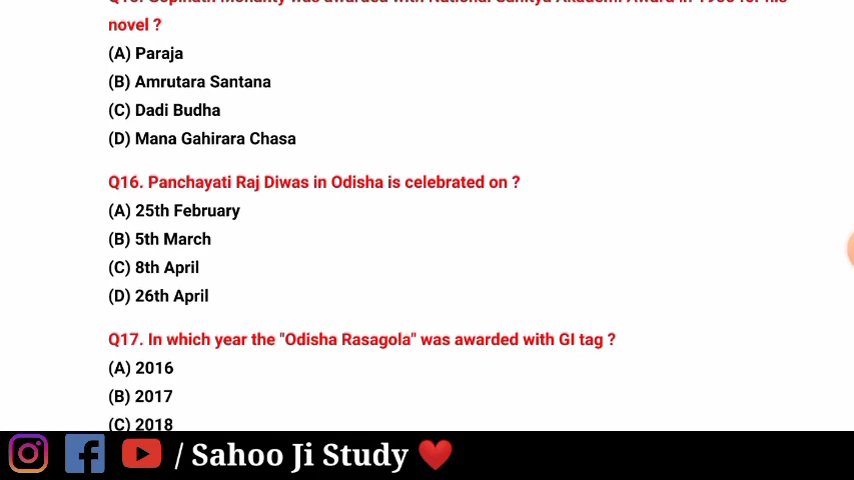 novel ?
(A) Paraja
(B) Amrutara Santana
(C) Dadi Budha
(D) Mana Gahirara Chasa
Q16. Panchayati Raj Diwas in Odisha is celebrated on ?
(A) 25th February
(B) 5th March
(C) 8th April
(D) 26th April
Q17. In which year the "Odisha Rasagola" was awarded with GI tag ?
(A) 2016
(B) 2017
(C) 2018
/ Sahoo Ji Study